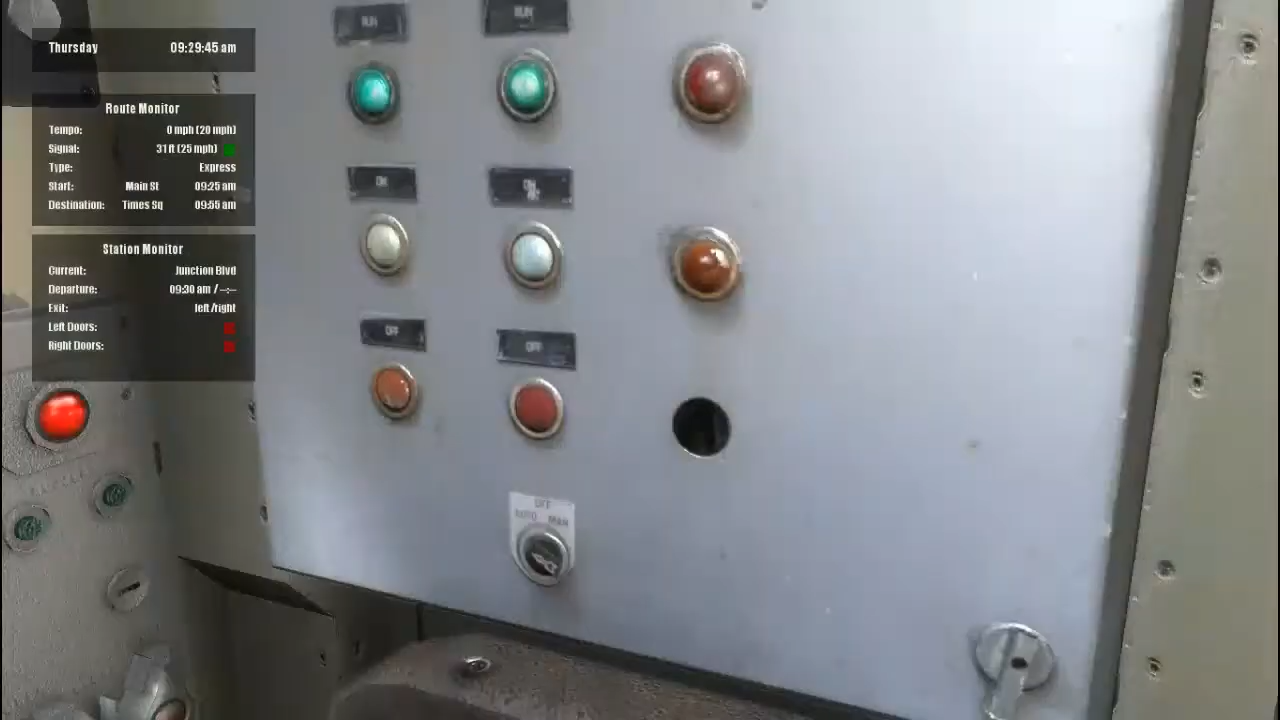 Thursday 09:29:45 am
Route Monitor
Tempo: 0 mph (20 mph)
Signal: 31 ft (25 mph)
Type: Express
Start: Main St 09:25 am
Destination: Times Sq 09:55 am
Station Monitor
Current: Junction Blvd
Departure: 09:30 am / --:--
Exit: left/right
Left Doors:
Right Doors:
RUN
RUN
ON
ON
OFF
OFF
OFF
AUTO MAN